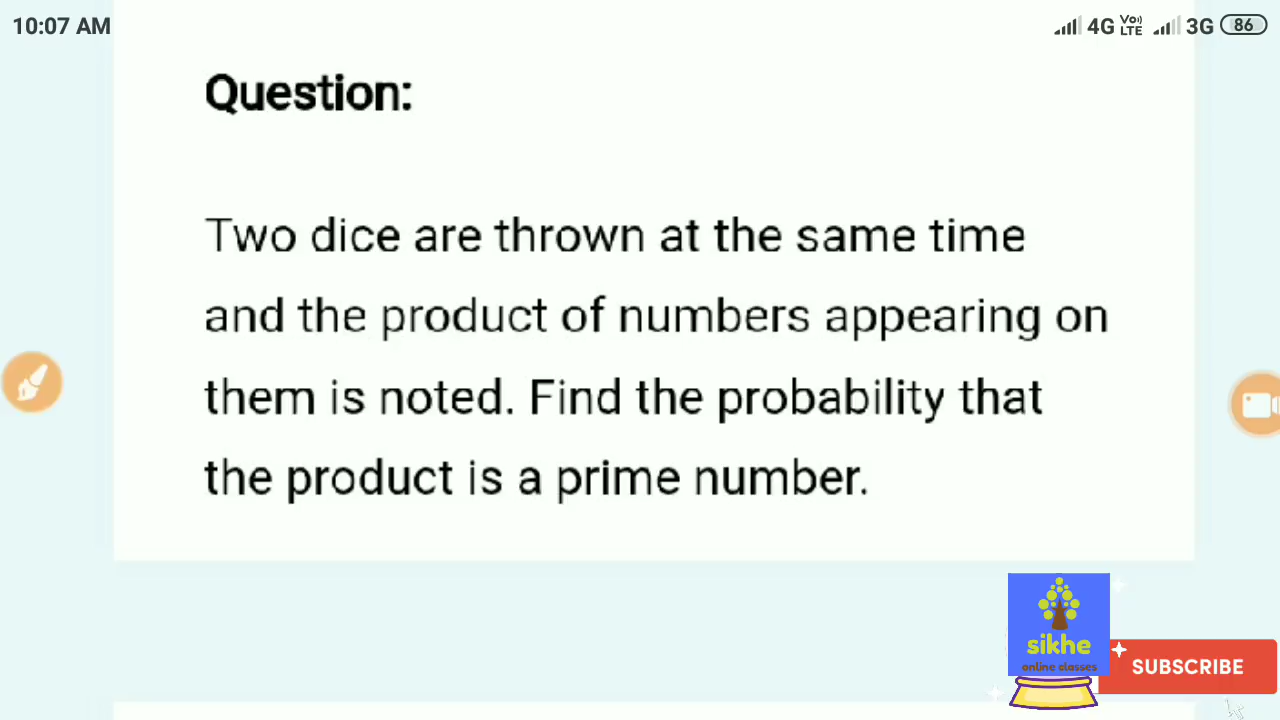 10:07 AM
4G Vo) LTE 3G 86
Question:
Two dice are thrown at the same time
and the product of numbers appearing on
them is noted. Find the probability that
the product is a prime number.
sikhe
online classes
SUBSCRIBE